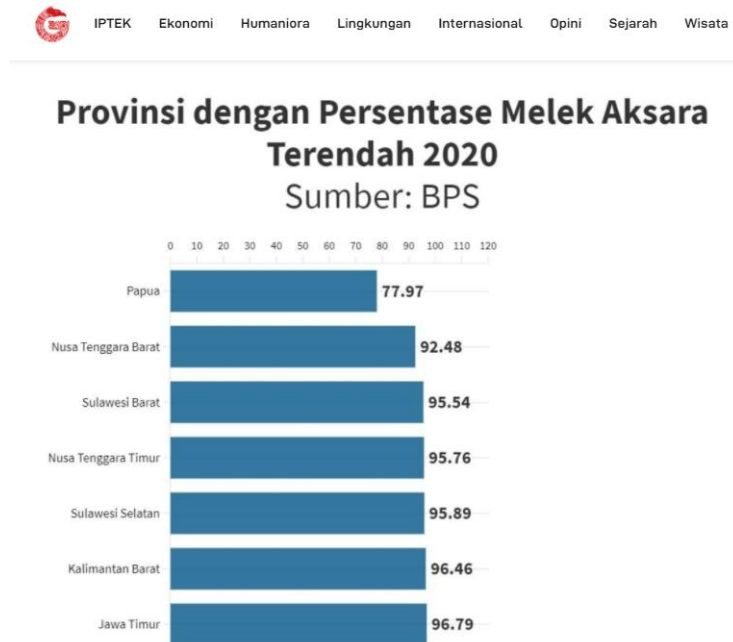 IPTEK Ekonomi Humaniora Lingkungan Internasional Opini Sejarah Wisata
Provinsi dengan Persentase Melek Aksara
Terendah 2020
Sumber: BPS
0 10 20 30 40 50 60 70 80 90 100 110 120
Papua 77.97
Nusa Tenggara Barat 92.48
Sulawesi Barat 95.54
Nusa Tenggara Timur 95.76
Sulawesi Selatan 95.89
Kalimantan Barat 96.46
Jawa Timur 96.79